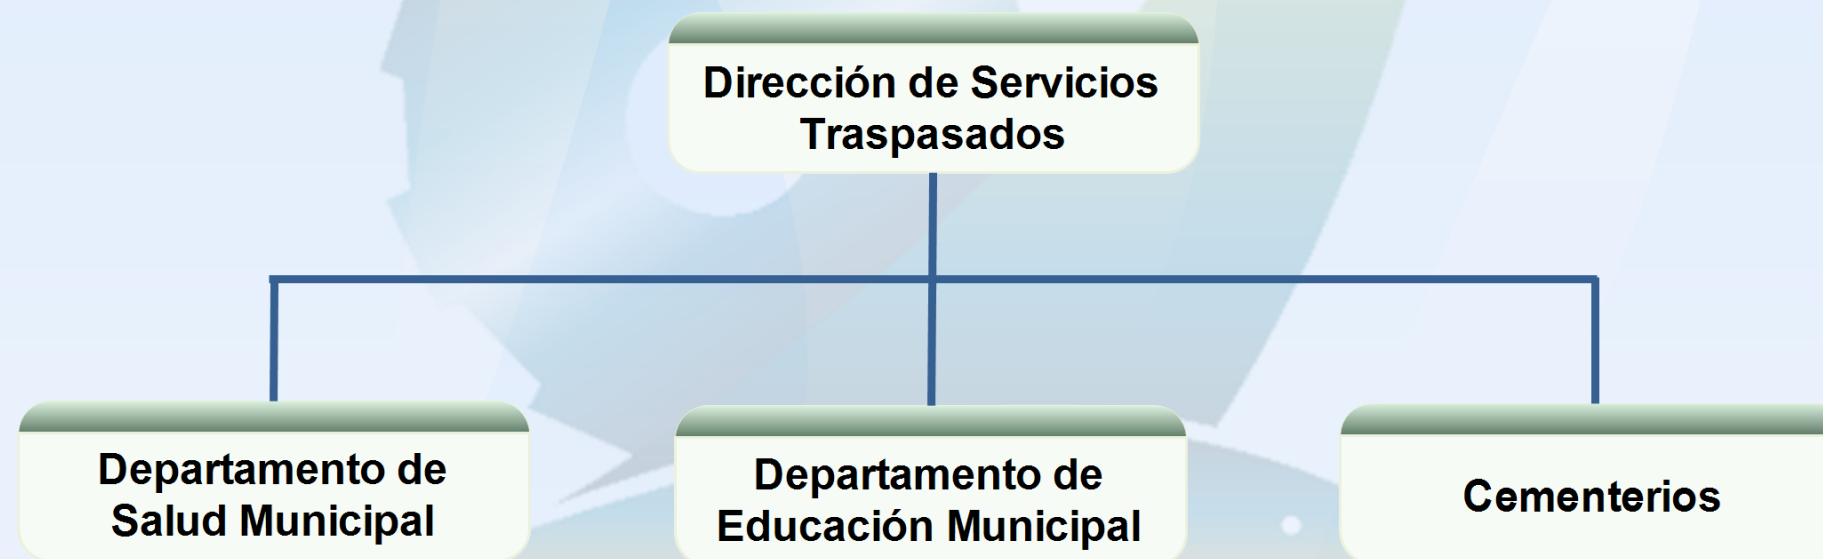 Dirección de Servicios
Traspasados
Departamento de
Salud Municipal
Departamento de
Educación Municipal
Cementerios